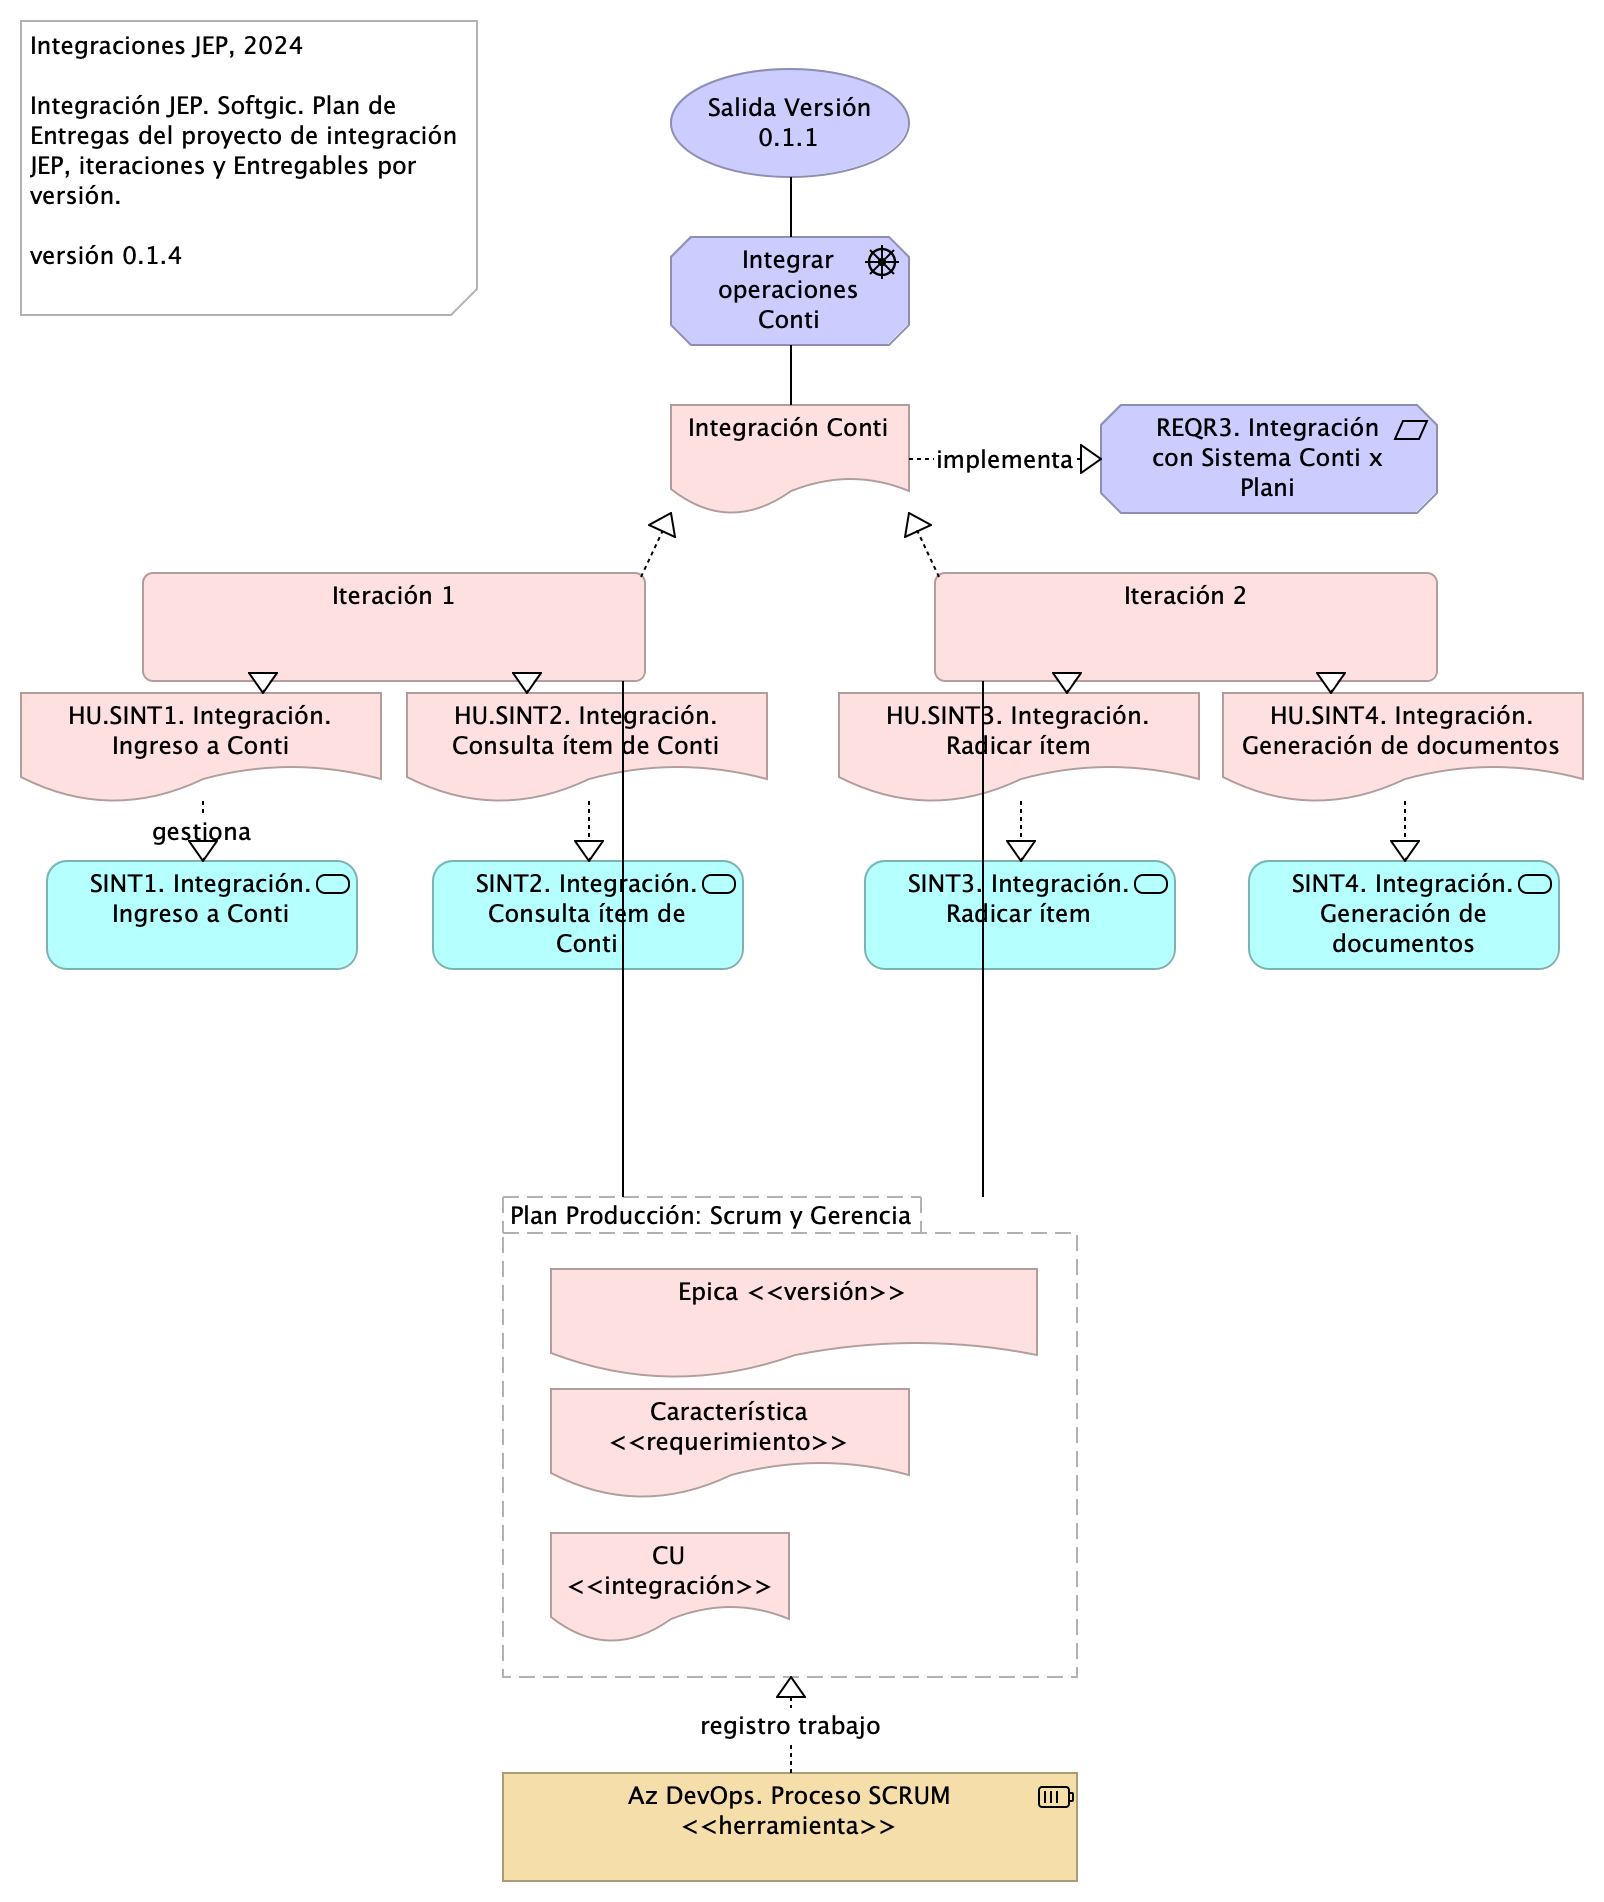 Integraciones JEP, 2024
Integración JEP. Softgic. Plan de
Entregas del proyecto de integración
JEP, iteraciones y Entregables por
versión.
versión 0.1.4
Salida Versión
0.1.1
Integrar
operaciones
Conti
Integración Conti
implementa
REQR3. Integración
con Sistema Conti x
Plani
Iteración 1
Iteración 2
HU.SINT1. Integración.
Ingreso a Conti
HU.SINT2. Integración.
Consulta ítem de Conti
HU.SINT3. Integración.
Radicar ítem
HU.SINT4. Integración.
Generación de documentos
gestiona
SINT1. Integración.
Ingreso a Conti
SINT2. Integración.
Consulta ítem de
Conti
SINT3. Integración.
Radicar ítem
SINT4. Integración.
Generación de
documentos
Plan Producción: Scrum y Gerencia
Epica <<versión>>
Característica
<<requerimiento>>
CU
<<integración>>
registro trabajo
Az DevOps. Proceso SCRUM
<<herramienta>>